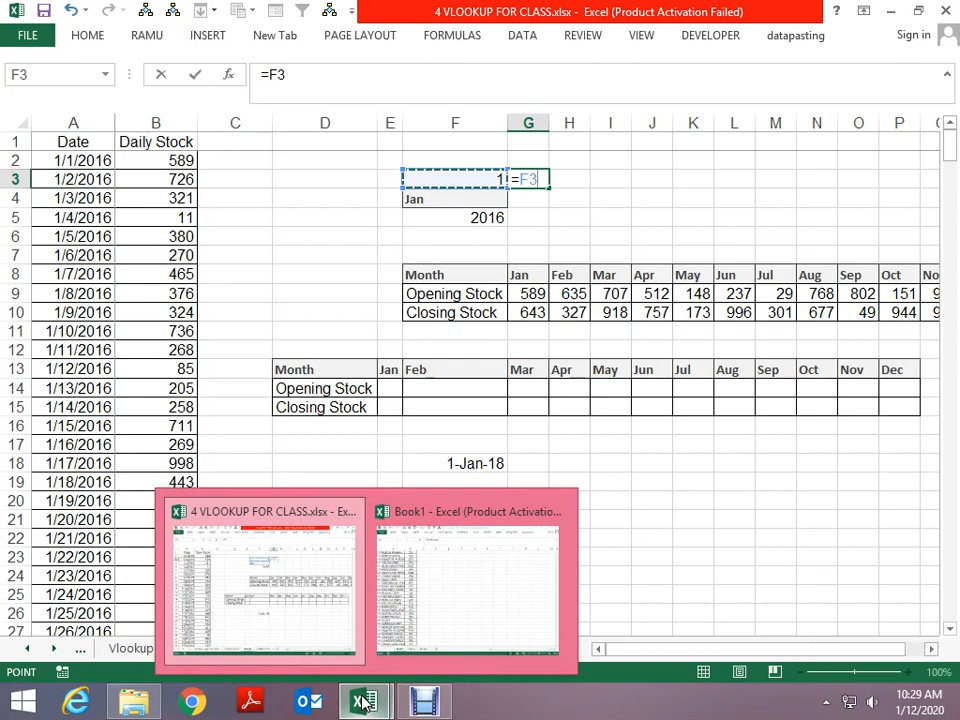 4 VLOOKUP FOR CLASS.xlsx - Excel (Product Activation Failed)
FILE HOME RAMU INSERT New Tab PAGE LAYOUT FORMULAS DATA REVIEW VIEW DEVELOPER datapasting Sign in
F3 fx =F3
A B C D E F G H I J K L M N O P
1 Date Daily Stock
2 1/1/2016 589
3 1/2/2016 726 1 =F3
4 1/3/2016 321 Jan
5 1/4/2016 11 2016
6 1/5/2016 380
7 1/6/2016 270
8 1/7/2016 465 Month Jan Feb Mar Apr May Jun Jul Aug Sep Oct No
9 1/8/2016 376 Opening Stock 589 635 707 512 148 237 29 768 802 151 9
10 1/9/2016 324 Closing Stock 643 327 918 757 173 996 301 677 49 944
11 1/10/2016 736
12 1/11/2016 268
13 1/12/2016 85 Month Jan Feb Mar Apr May Jun Jul Aug Sep Oct Nov Dec
14 1/13/2016 205 Opening Stock
15 1/14/2016 258 Closing Stock
16 1/15/2016 711
17 1/16/2016 269
18 1/17/2016 998 1-Jan-18
19 1/18/2016 443
20 1/19/2016
21 1/20/2016
22 1/21/2016
23 1/22/2016
24 1/23/2016
25 1/24/2016
26 1/25/2016
27 1/26/2016
4 VLOOKUP FOR CLASS.xlsx - Ex... Book1 - Excel (Product Activatio...
... Vlookup
POINT 100%
10:29 AM
1/12/2020